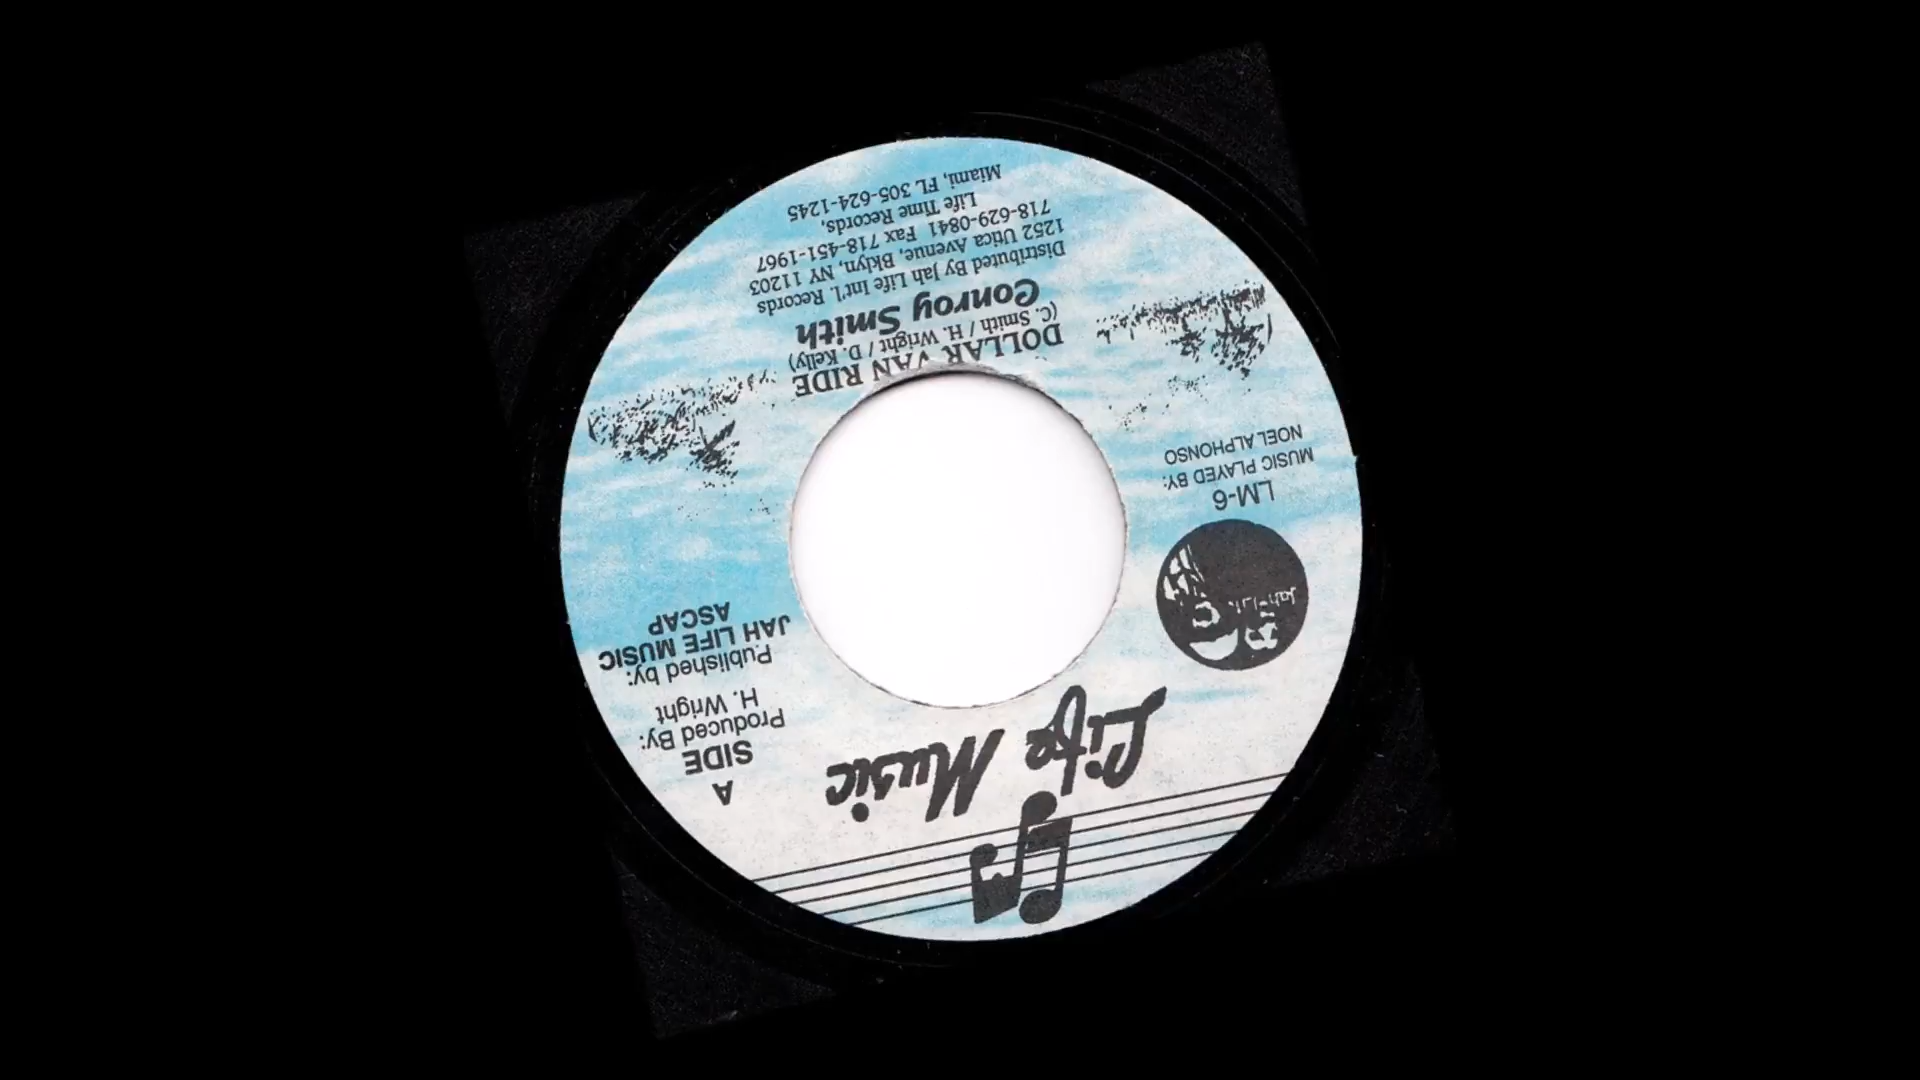 Life Music
Jah Life
LM-6
MUSIC PLAYED BY:
NOEL ALPHONSO
A
SIDE
Produced By:
H. Wright
Published by:
JAH LIFE MUSIC
ASCAP
DOLLAR VAN RIDE
(C. Smith / H. Wright / D. Kelly)
Conroy Smith
Distributed By Jah Life Int'l. Records
1252 Utica Avenue, Bklyn, NY 11203
718-629-0841 Fax 718-451-1967
Life Time Records,
Miami, FL 305-624-1245